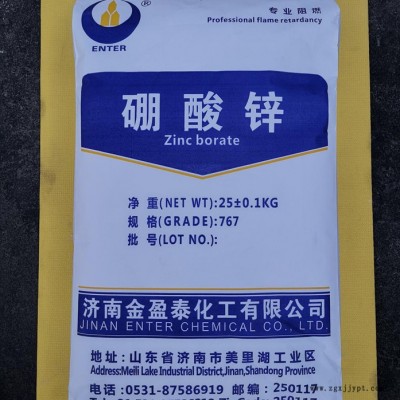 专业阻燃
Professional flame retardancy
®
ENTER
硼酸锌
Zinc borate
净重(NET WT):25±0.1KG
规格(GRADE):767
批号(LOT NO.):
济南金盈泰化工有限公司
JINAN ENTER CHEMICAL CO., LTD.
地址:山东省济南市美里湖工业区
Address:Meili Lake Industrial District,Jinan,Shandong Province
电话:0531-87586919 邮编:250117